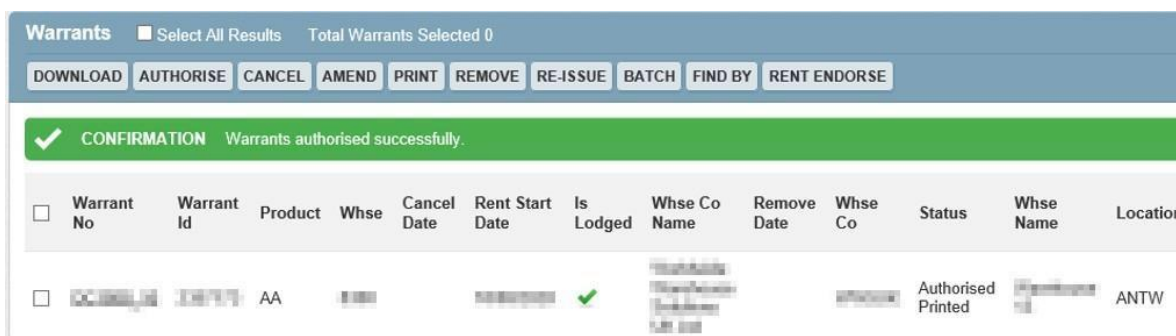 Warrants Select All Results Total Warrants Selected 0
DOWNLOAD AUTHORISE CANCEL AMEND PRINT REMOVE RE-ISSUE BATCH FIND BY RENT ENDORSE
CONFIRMATION Warrants authorised successfully.
Warrant No Warrant Id Product Whse Cancel Date Rent Start Date Is Lodged Whse Co Name Remove Date Whse Co Status Whse Name Location
AA Authorised Printed ANTW